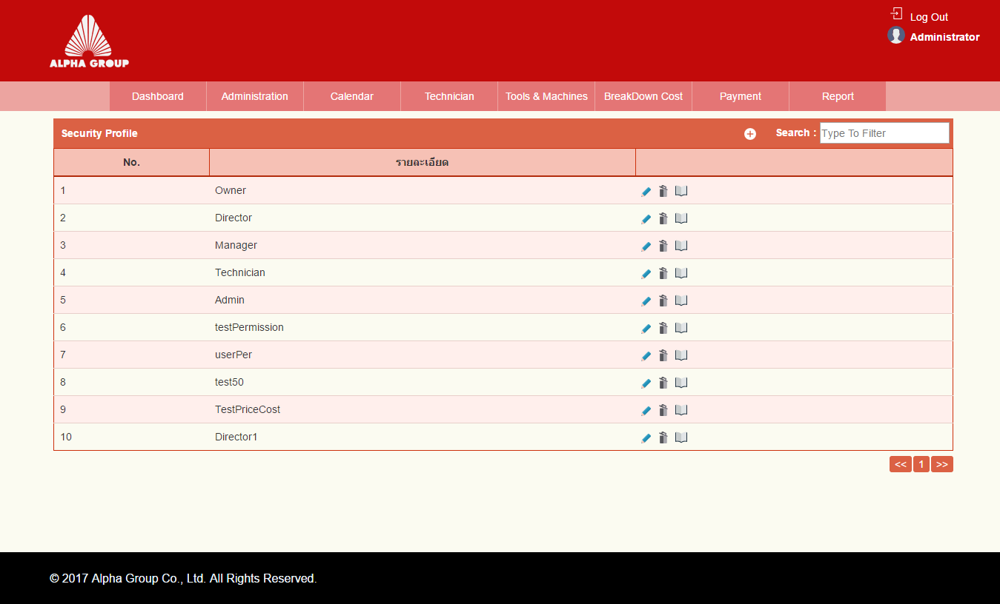 Log Out
Administrator
ALPHA GROUP
Dashboard Administration Calendar Technician Tools & Machines BreakDown Cost Payment Report
Security Profile Search : Type To Filter
No. รายละเอียด
1 Owner
2 Director
3 Manager
4 Technician
5 Admin
6 testPermission
7 userPer
8 test50
9 TestPriceCost
10 Director1
<< 1 >>
© 2017 Alpha Group Co., Ltd. All Rights Reserved.